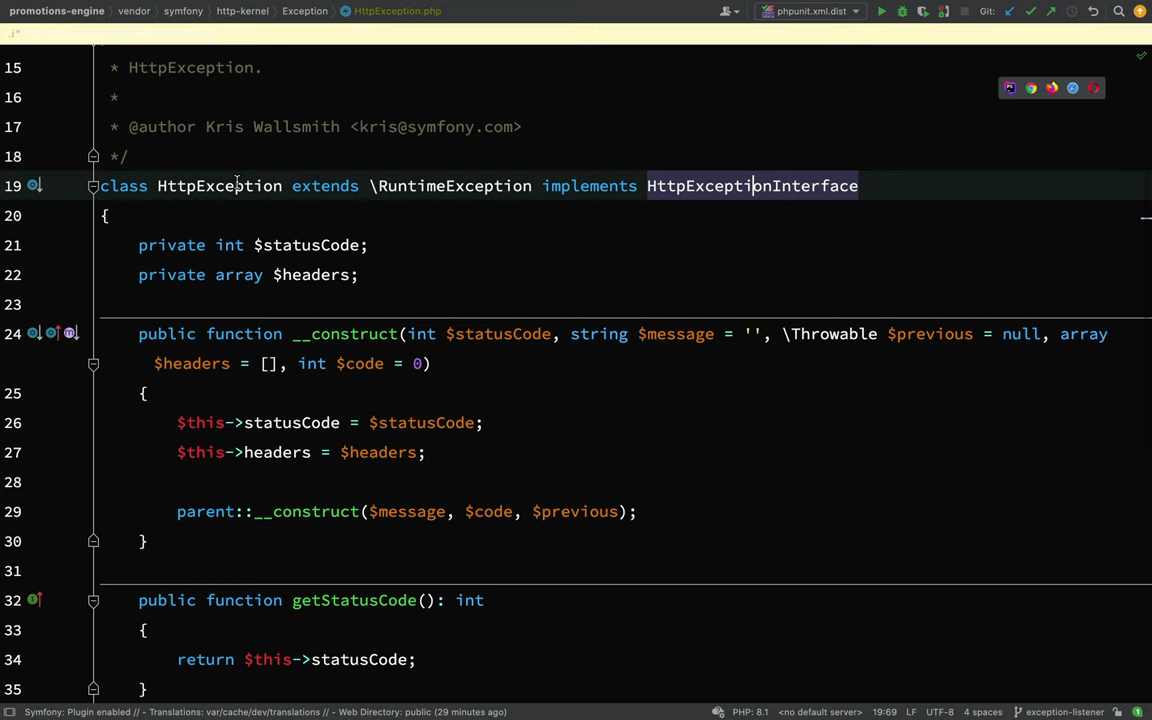 promotions-engine vendor symfony http-kernel Exception HttpException.php phpunit.xml.dist Git:
15 * HttpException.
16 *
17 * @author Kris Wallsmith <kris@symfony.com>
18 */
19 class HttpException extends \RuntimeException implements HttpExceptionInterface
20 {
21 private int $statusCode;
22 private array $headers;
23
24 public function __construct(int $statusCode, string $message = '', \Throwable $previous = null, array
$headers = [], int $code = 0)
25 {
26 $this->statusCode = $statusCode;
27 $this->headers = $headers;
28
29 parent::__construct($message, $code, $previous);
30 }
31
32 public function getStatusCode(): int
33 {
34 return $this->statusCode;
35 }
Symfony: Plugin enabled // - Translations: var/cache/dev/translations // - Web Directory: public (29 minutes ago) PHP: 8.1 <no default server> 19:69 LF UTF-8 4 spaces exception-listener 1